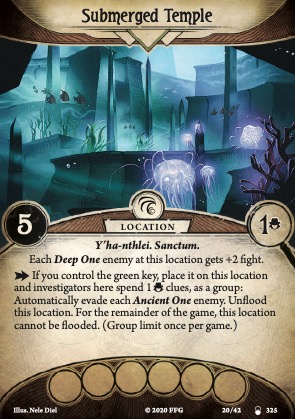 Submerged Temple
5
LOCATION
1
Y'ha-nthlei. Sanctum.
Each Deep One enemy at this location gets +2 fight.
If you control the green key, place it on this location
and investigators here spend 1 clues, as a group:
Automatically evade each Ancient One enemy. Unflood
this location. For the remainder of the game, this location
cannot be flooded. (Group limit once per game.)
Illus. Nele Diel © 2020 FFG 20/42 325